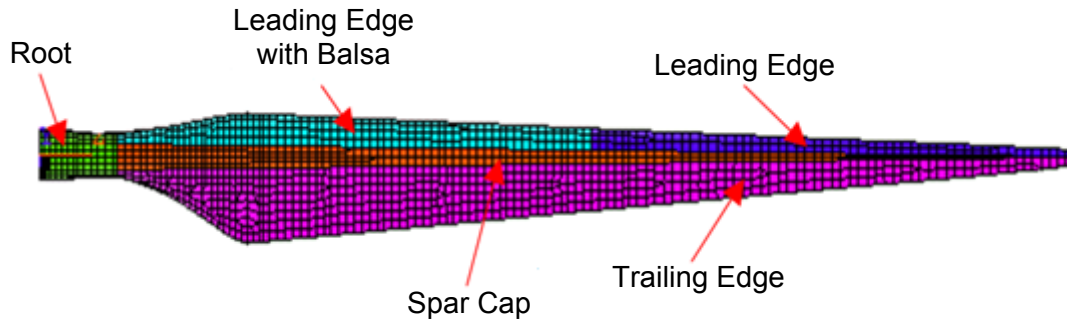 Leading Edge
with Balsa
Root
Leading Edge
Trailing Edge
Spar Cap